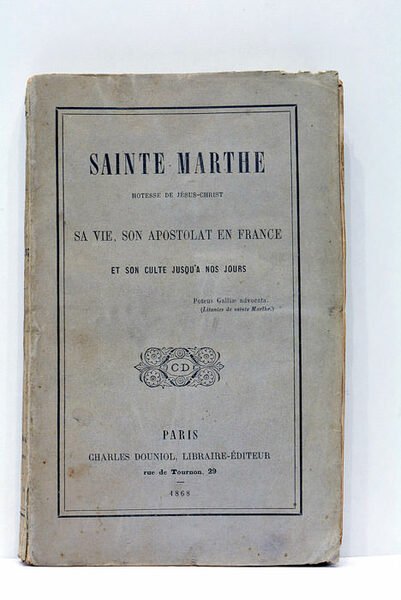 SAINTE MARTHE
HOTESSE DE JÉSUS-CHRIST
SA VIE, SON APOSTOLAT EN FRANCE
ET SON CULTE JUSQU'A NOS JOURS
Potens Galliæ advocata.
(Litanies de sainte Marthe.)
CD
PARIS
CHARLES DOUNIOL, LIBRAIRE-ÉDITEUR
rue de Tournon, 29
1868